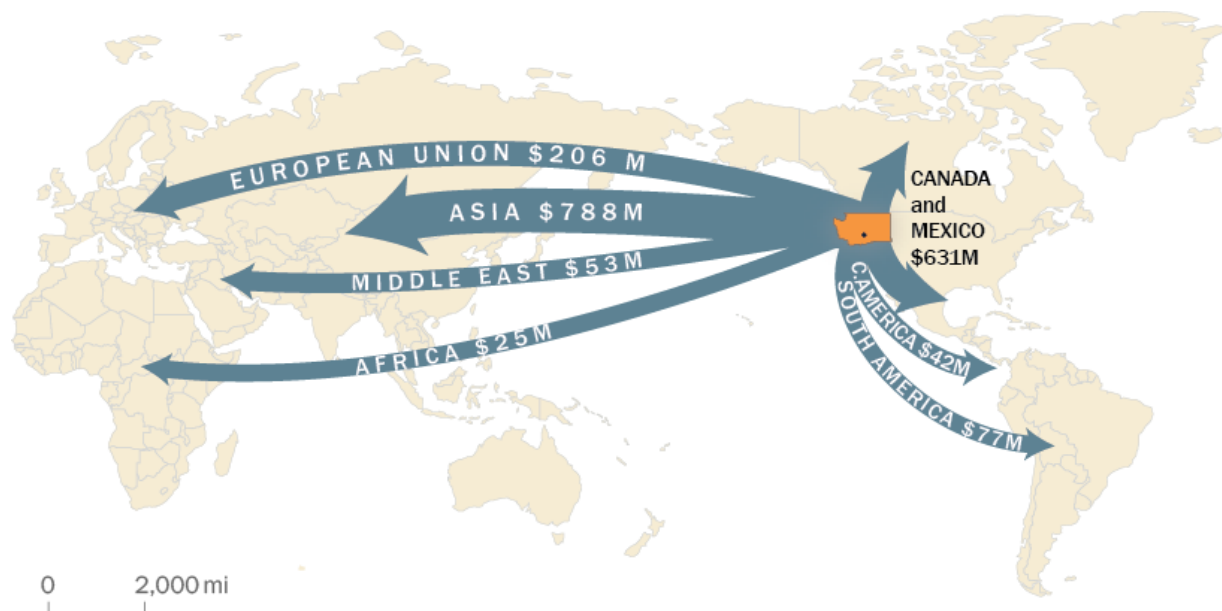 EUROPEAN UNION $206 M
ASIA $788M
MIDDLE EAST $53M
AFRICA $25M
CANADA
and
MEXICO
$631M
C.AMERICA $42M
SOUTH AMERICA $77M
0 2,000 mi